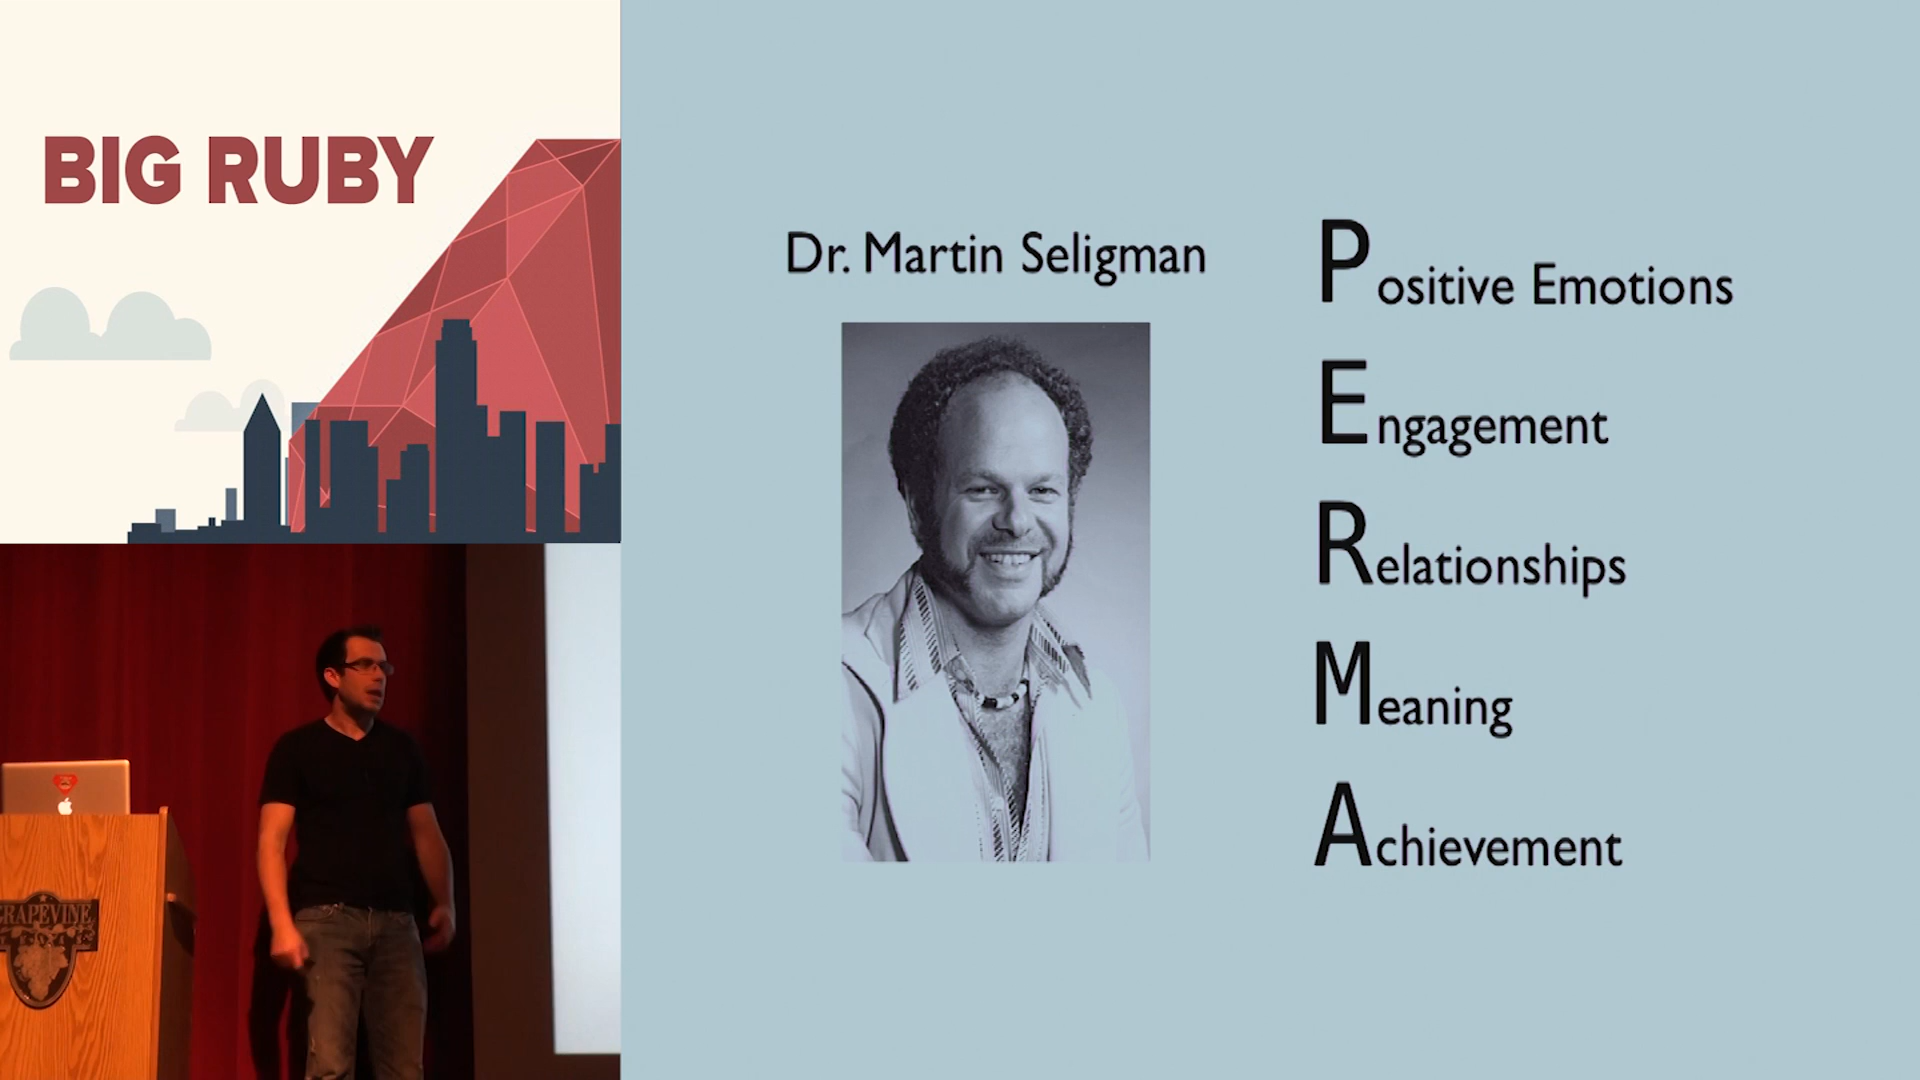 BIG RUBY
Dr. Martin Seligman
Positive Emotions
Engagement
Relationships
Meaning
Achievement
GRAPEVINE